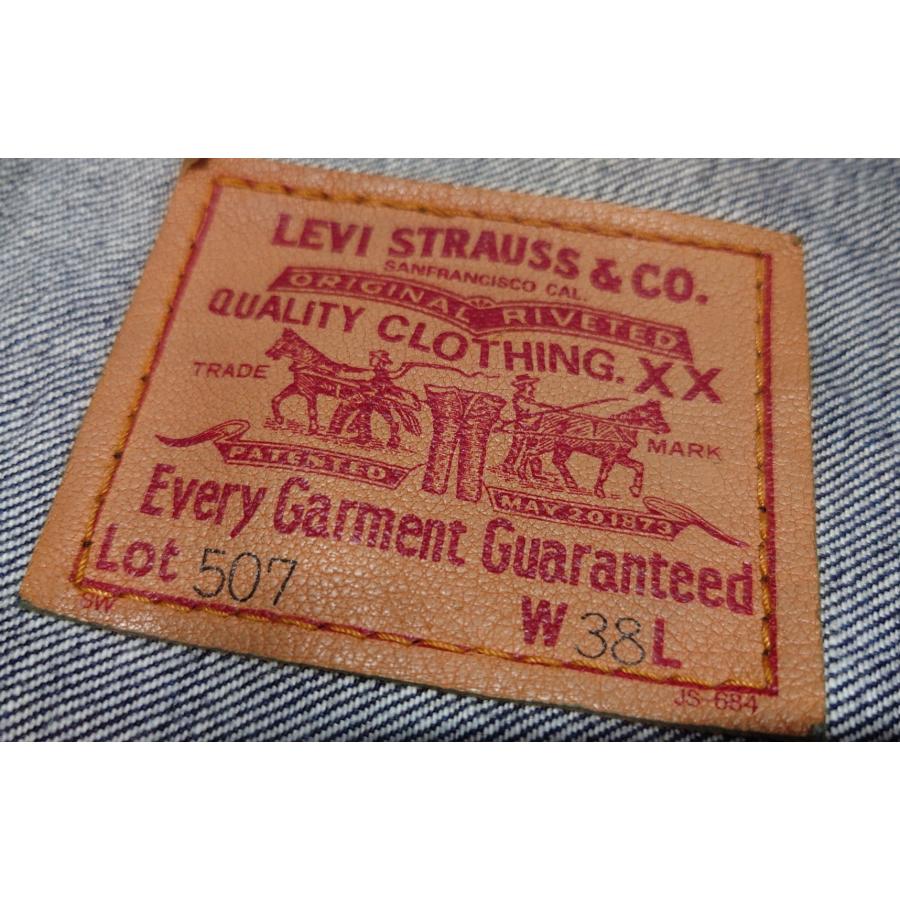 LEVI STRAUSS & CO.
SANFRANCISCO CAL.
ORIGINAL RIVETED
QUALITY CLOTHING. XX
TRADE MARK
PATENTED MAY 20 1873
Every Garment Guaranteed
Lot 507
W 38 L
SW JS-684